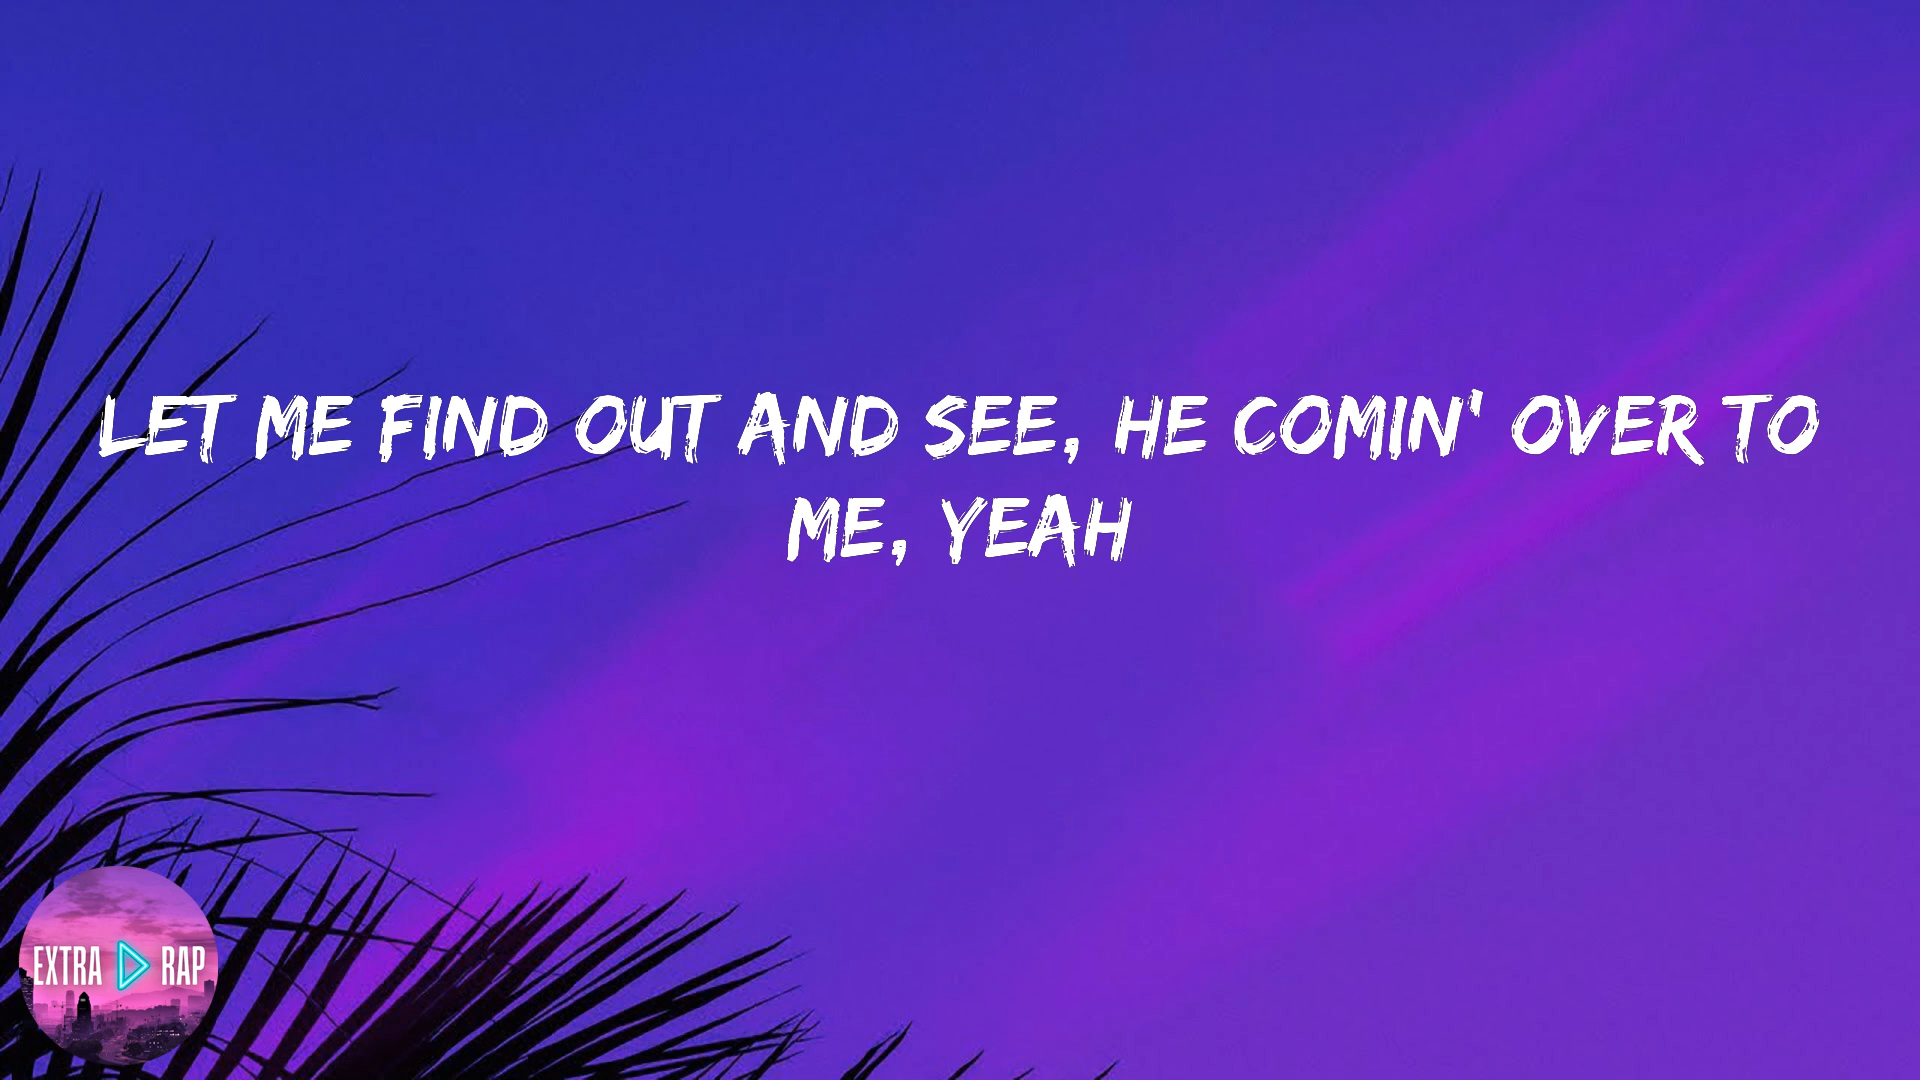 LET ME FIND OUT AND SEE, HE COMIN' OVER TO
ME, YEAH
EXTRA RAP